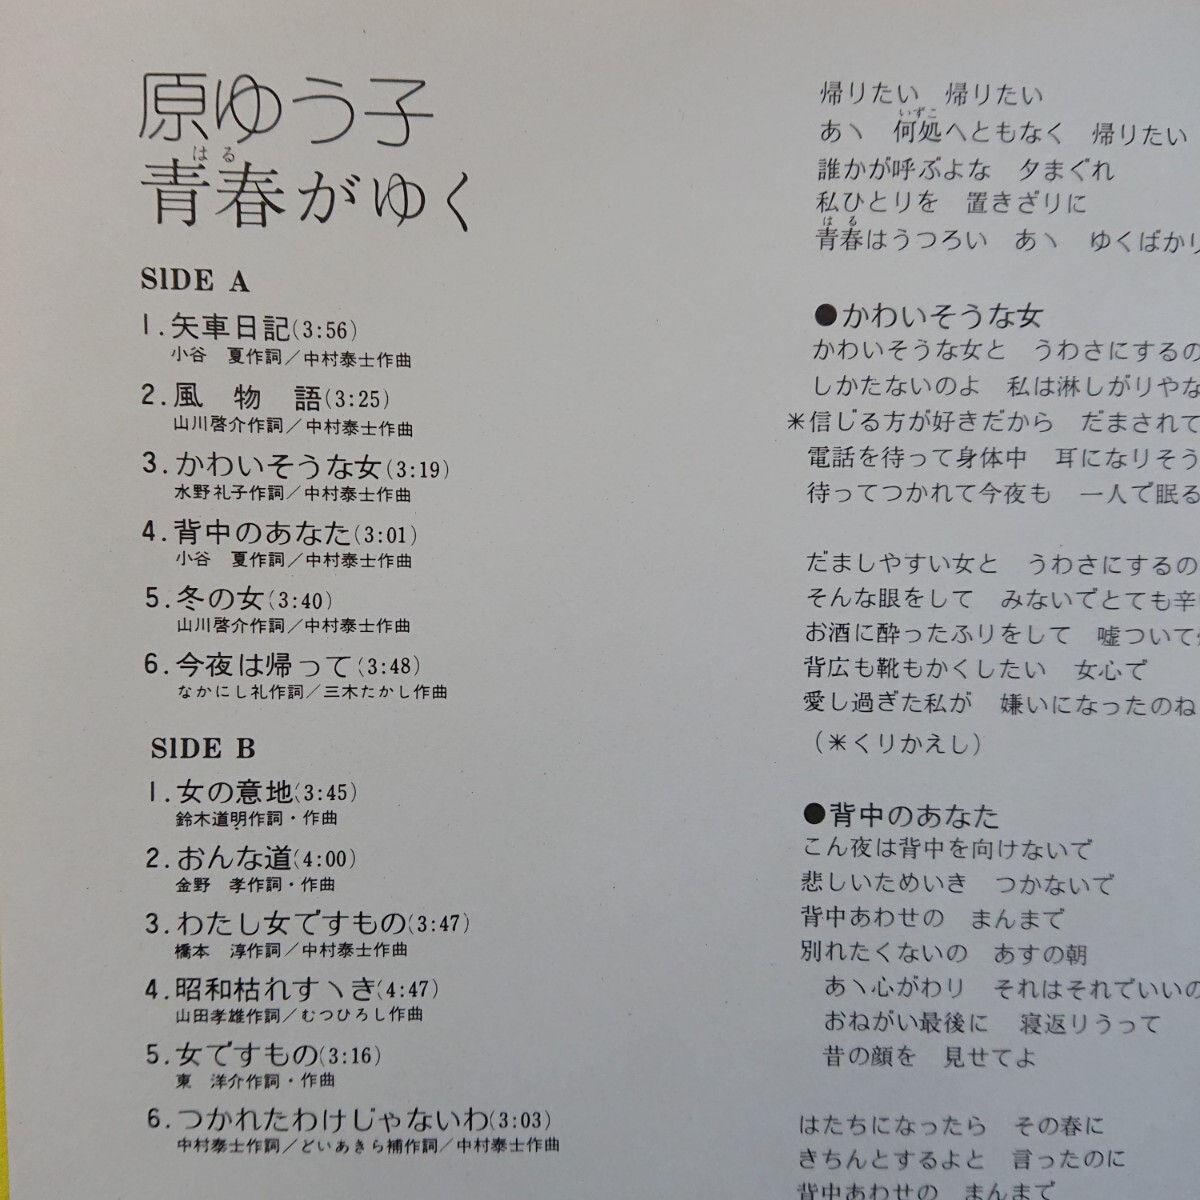 原ゆう子
はる
青春がゆく
SIDE A
1.矢車日記(3:56)
小谷 夏作詞／中村泰士作曲
2.風 物 語(3:25)
山川啓介作詞／中村泰士作曲
3.かわいそうな女(3:19)
水野礼子作詞／中村泰士作曲
4.背中のあなた(3:01)
小谷 夏作詞／中村泰士作曲
5.冬の女(3:40)
山川啓介作詞／中村泰士作曲
6.今夜は帰って(3:48)
なかにし礼作詞／三木たかし作曲
SIDE B
1.女の意地(3:45)
鈴木道明作詞・作曲
2.おんな道(4:00)
金野 孝作詞・作曲
3.わたし女ですもの(3:47)
橋本 淳作詞／中村泰士作曲
4.昭和枯れすゝき(4:47)
山田孝雄作詞／むつひろし作曲
5.女ですもの(3:16)
東 洋介作詞・作曲
6.つかれたわけじゃないわ(3:03)
中村泰士作詞／どいあきら補作詞／中村泰士作曲
帰りたい 帰りたい
いずこ
あゝ 何処へともなく 帰りたい
誰かが呼ぶよな 夕まぐれ
私ひとりを 置きざりに
はる
青春はうつろい あゝ ゆくばかり
●かわいそうな女
かわいそうな女と うわさにするの
しかたないのよ 私は淋しがりやな
＊信じる方が好きだから だまされて
電話を待って身体中 耳になりそう
待ってつかれて今夜も 一人で眠る
だましやすい女と うわさにするの
そんな眼をして みないでとても辛
お酒に酔ったふりをして 嘘ついて
背広も靴もかくしたい 女心で
愛し過ぎた私が 嫌いになったのね
（＊くりかえし）
●背中のあなた
こん夜は背中を向けないで
悲しいためいき つかないで
背中あわせの まんまで
別れたくないの あすの朝
あゝ心がわり それはそれでいいの
おねがい最後に 寝返りうって
昔の顔を 見せてよ
はたちになったら その春に
きちんとするよと 言ったのに
背中あわせの まんまで